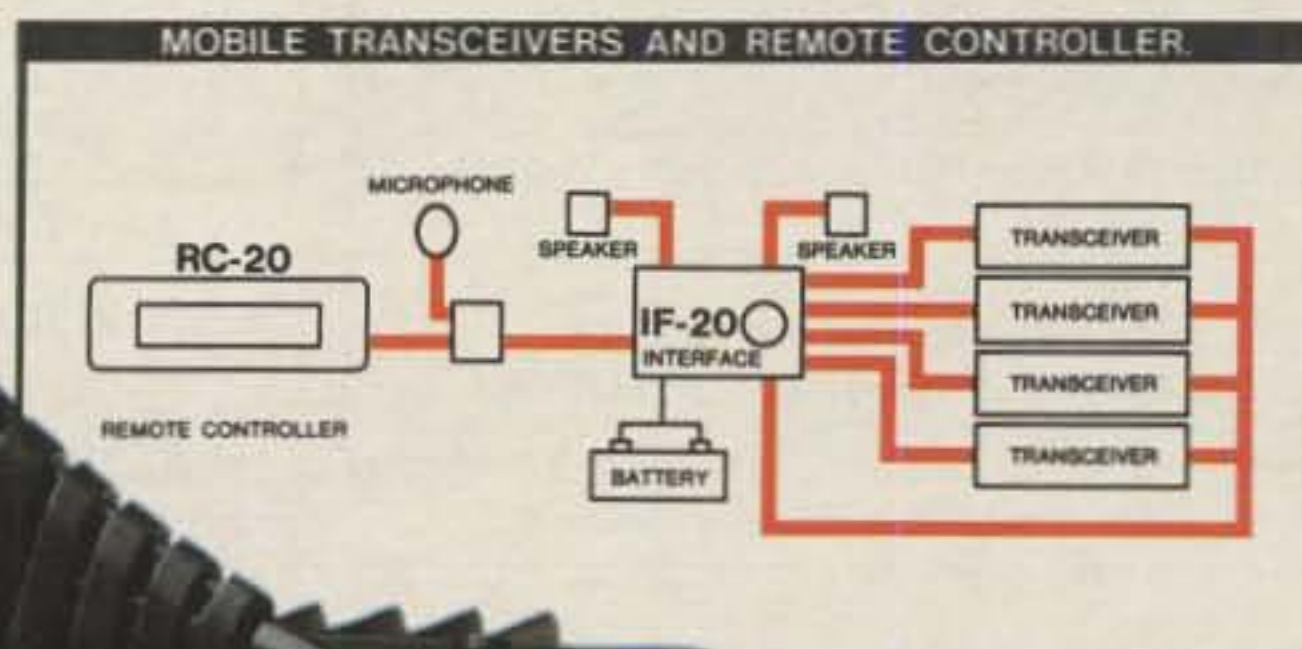 MOBILE TRANSCEIVERS AND REMOTE CONTROLLER.
MICROPHONE
RC-20
SPEAKER
SPEAKER
TRANSCEIVER
TRANSCEIVER
IF-20
INTERFACE
TRANSCEIVER
REMOTE CONTROLLER
TRANSCEIVER
BATTERY